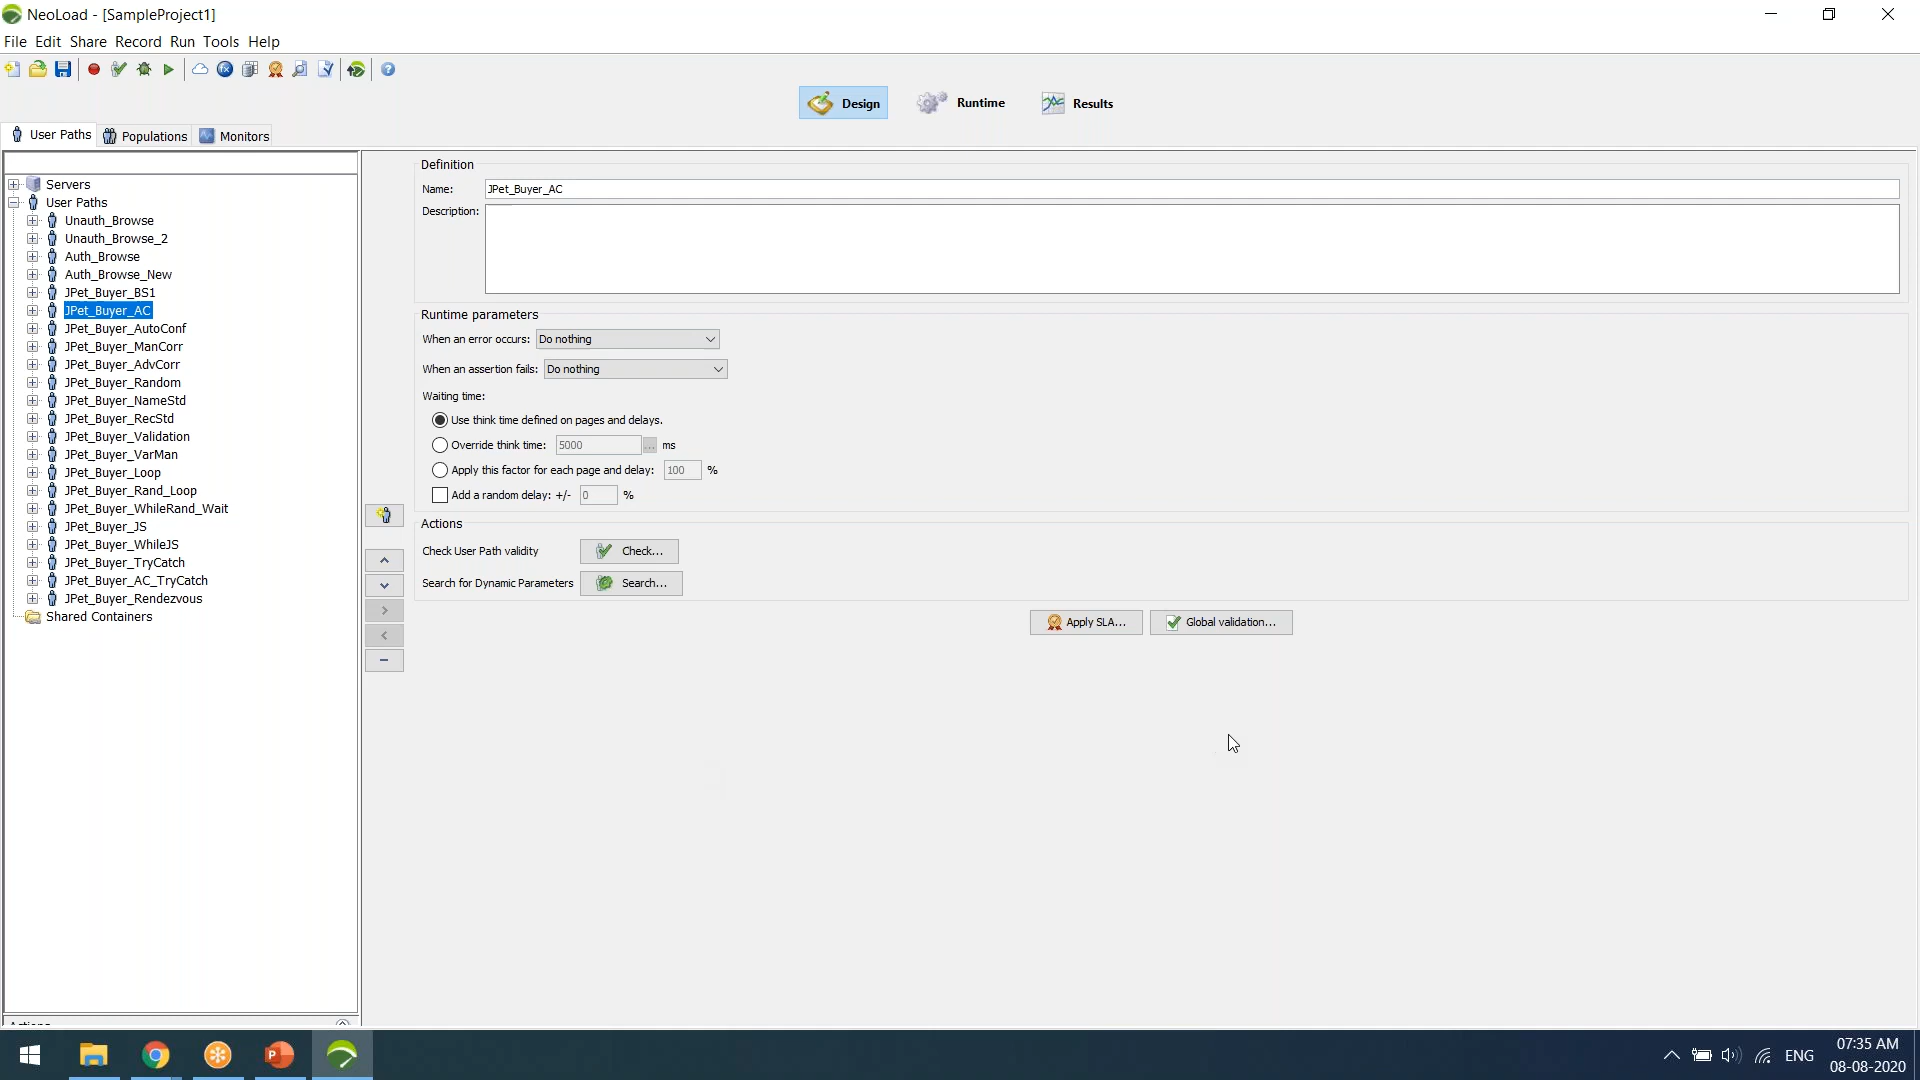 NeoLoad - [SampleProject1]
File Edit Share Record Run Tools Help
Design Runtime Results
User Paths Populations Monitors
Servers
User Paths
Unauth_Browse
Unauth_Browse_2
Auth_Browse
Auth_Browse_New
JPet_Buyer_BS1
JPet_Buyer_AC
JPet_Buyer_AutoConf
JPet_Buyer_ManCorr
JPet_Buyer_AdvCorr
JPet_Buyer_Random
JPet_Buyer_NameStd
JPet_Buyer_RecStd
JPet_Buyer_Validation
JPet_Buyer_VarMan
JPet_Buyer_Loop
JPet_Buyer_Rand_Loop
JPet_Buyer_WhileRand_Wait
JPet_Buyer_JS
JPet_Buyer_WhileJS
JPet_Buyer_TryCatch
JPet_Buyer_AC_TryCatch
JPet_Buyer_Rendezvous
Shared Containers
Definition
Name: JPet_Buyer_AC
Description:
Runtime parameters
When an error occurs: Do nothing
When an assertion fails: Do nothing
Waiting time:
Use think time defined on pages and delays.
Override think time: 5000 ... ms
Apply this factor for each page and delay: 100 %
Add a random delay: +/- 0 %
Actions
Check User Path validity Check...
Search for Dynamic Parameters Search...
Apply SLA... Global validation...
ENG
07:35 AM
08-08-2020